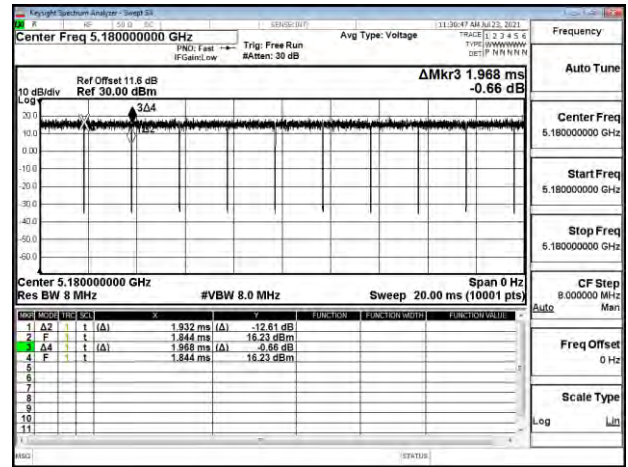 Keysight Spectrum Analyzer - Swept SA
RF 50 Ω DC SENSE:INT 11:30:47 AM Jul 23, 2021
Center Freq 5.180000000 GHz
PNO: Fast
IFGain:Low
Trig: Free Run
#Atten: 30 dB
Avg Type: Voltage
TRACE 1 2 3 4 5 6
TYPE WWWWWW
DET P N N N N N
Ref Offset 11.6 dB
10 dB/div Ref 30.00 dBm
Log
ΔMkr3 1.968 ms
-0.66 dB
20.0
10.0
0.00
-10.0
-20.0
-30.0
-40.0
-50.0
-60.0
3Δ4
1Δ2
Center 5.180000000 GHz
Res BW 8 MHz
#VBW 8.0 MHz
Span 0 Hz
Sweep 20.00 ms (10001 pts)
MKR MODE TRC SCL X Y FUNCTION FUNCTION WIDTH FUNCTION VALUE
1 Δ2 1 t (Δ) 1.932 ms (Δ) -12.61 dB
2 F 1 t 1.844 ms 16.23 dBm
3 Δ4 1 t (Δ) 1.968 ms (Δ) -0.66 dB
4 F 1 t 1.844 ms 16.23 dBm
5
6
7
8
9
10
11
MSG
STATUS
Frequency
Auto Tune
Center Freq
5.180000000 GHz
Start Freq
5.180000000 GHz
Stop Freq
5.180000000 GHz
CF Step
8.000000 MHz
Auto Man
Freq Offset
0 Hz
Scale Type
Log Lin